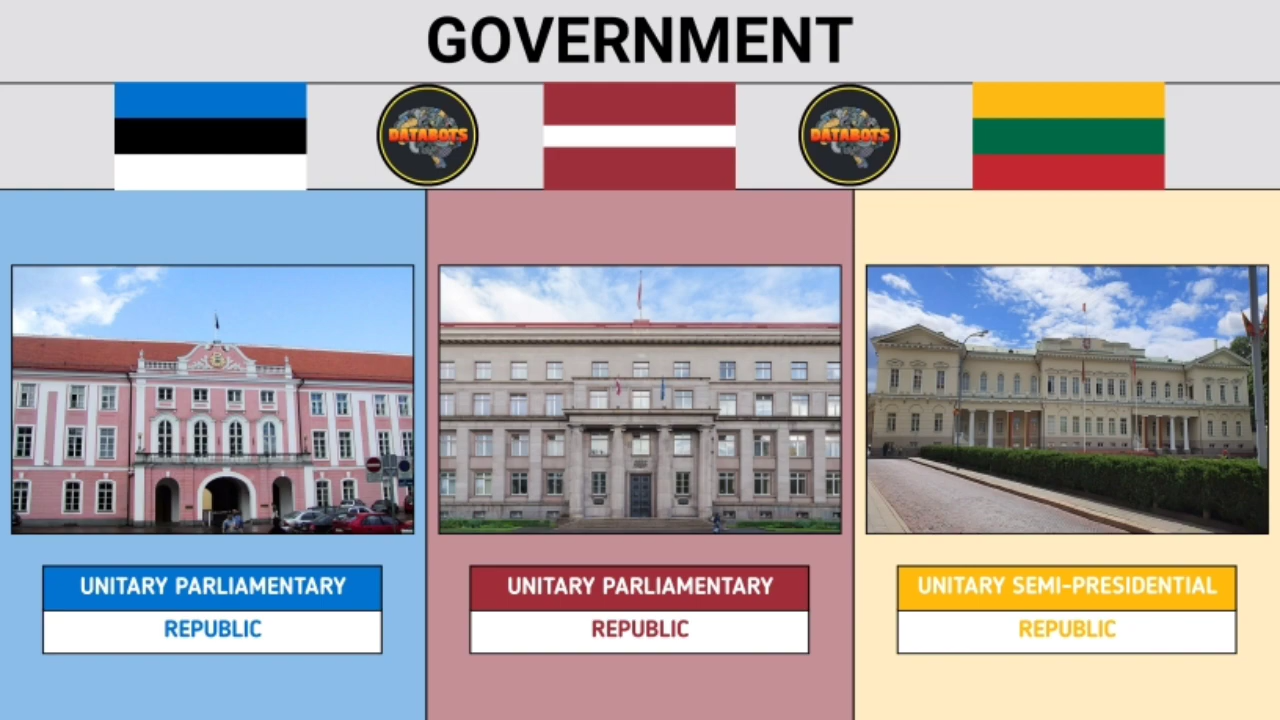 GOVERNMENT
DATABOTS
DATABOTS
UNITARY PARLIAMENTARY
REPUBLIC
UNITARY PARLIAMENTARY
REPUBLIC
UNITARY SEMI-PRESIDENTIAL
REPUBLIC